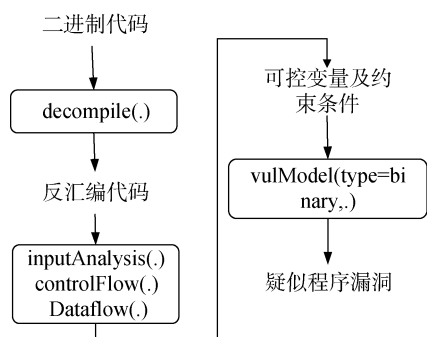 二进制代码
decompile(.)
反汇编代码
inputAnalysis(.)
controlFlow(.)
Dataflow(.)
可控变量及约
束条件
vulModel(type=bi
nary,.)
疑似程序漏洞